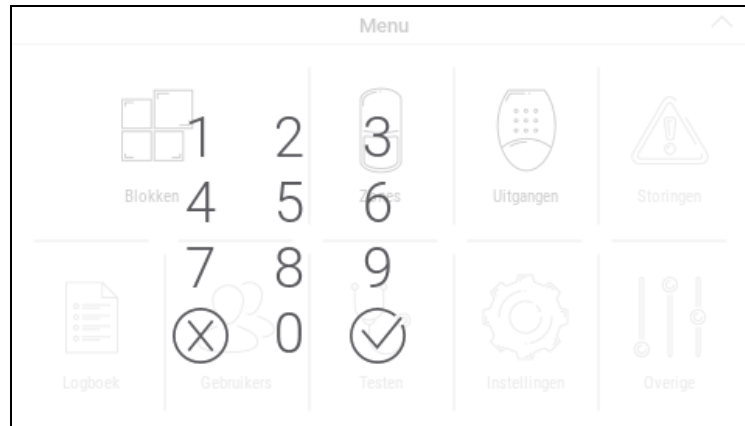 Menu
1 2 3
Blokken Zones Uitgangen Storingen
4 5 6
7 8 9
0
Logboek Gebruikers Testen Instellingen Overige